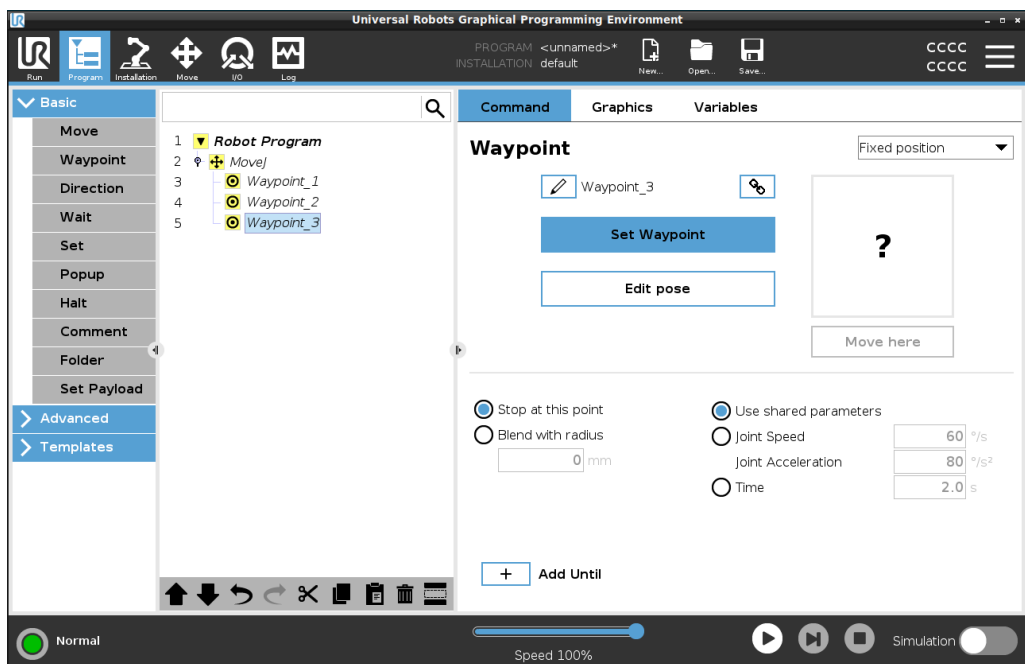 UR
Universal Robots Graphical Programming Environment
Run
Program
Installation
Move
I/O
Log
PROGRAM <unnamed>*
INSTALLATION default
New...
Open...
Save...
CCCC
CCCC
Basic
Move
Waypoint
Direction
Wait
Set
Popup
Halt
Comment
Folder
Set Payload
Advanced
Templates
1 Robot Program
2 MoveJ
3 Waypoint_1
4 Waypoint_2
5 Waypoint_3
Command Graphics Variables
Waypoint
Fixed position
Waypoint_3
Set Waypoint
Edit pose
?
Move here
Stop at this point
Blend with radius
0 mm
Use shared parameters
Joint Speed 60 °/s
Joint Acceleration 80 °/s²
Time 2.0 s
+ Add Until
Normal
Speed 100%
Simulation